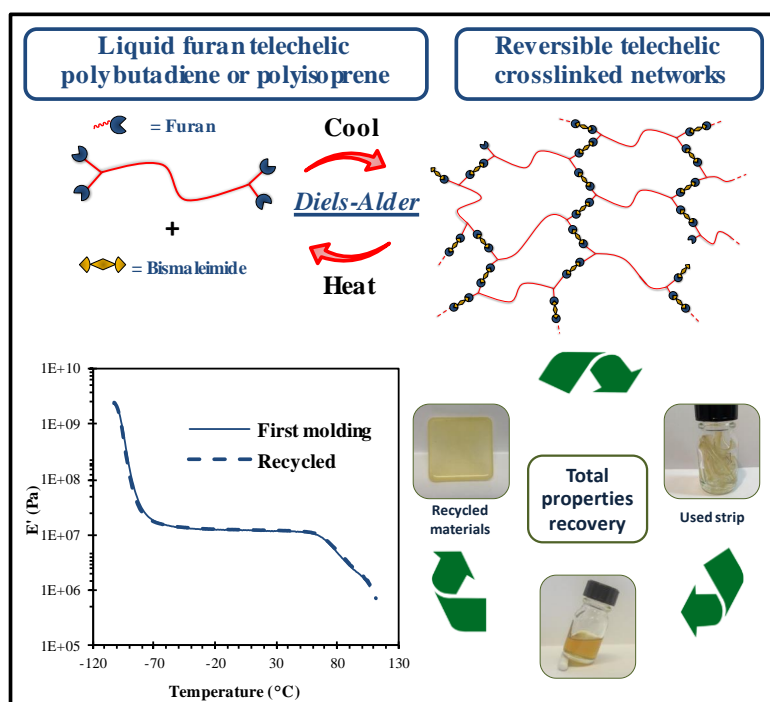 Liquid furan telechelic
polybutadiene or polyisoprene
Reversible telechelic
crosslinked networks
= Furan
+
= Bismaleimide
Cool
Diels-Alder
Heat
1E+10
1E+09
1E+08
1E+07
1E+06
1E+05
E' (Pa)
First molding
Recycled
-120
-70
-20
30
80
130
Temperature (°C)
Recycled
materials
Total
properties
recovery
Used strip